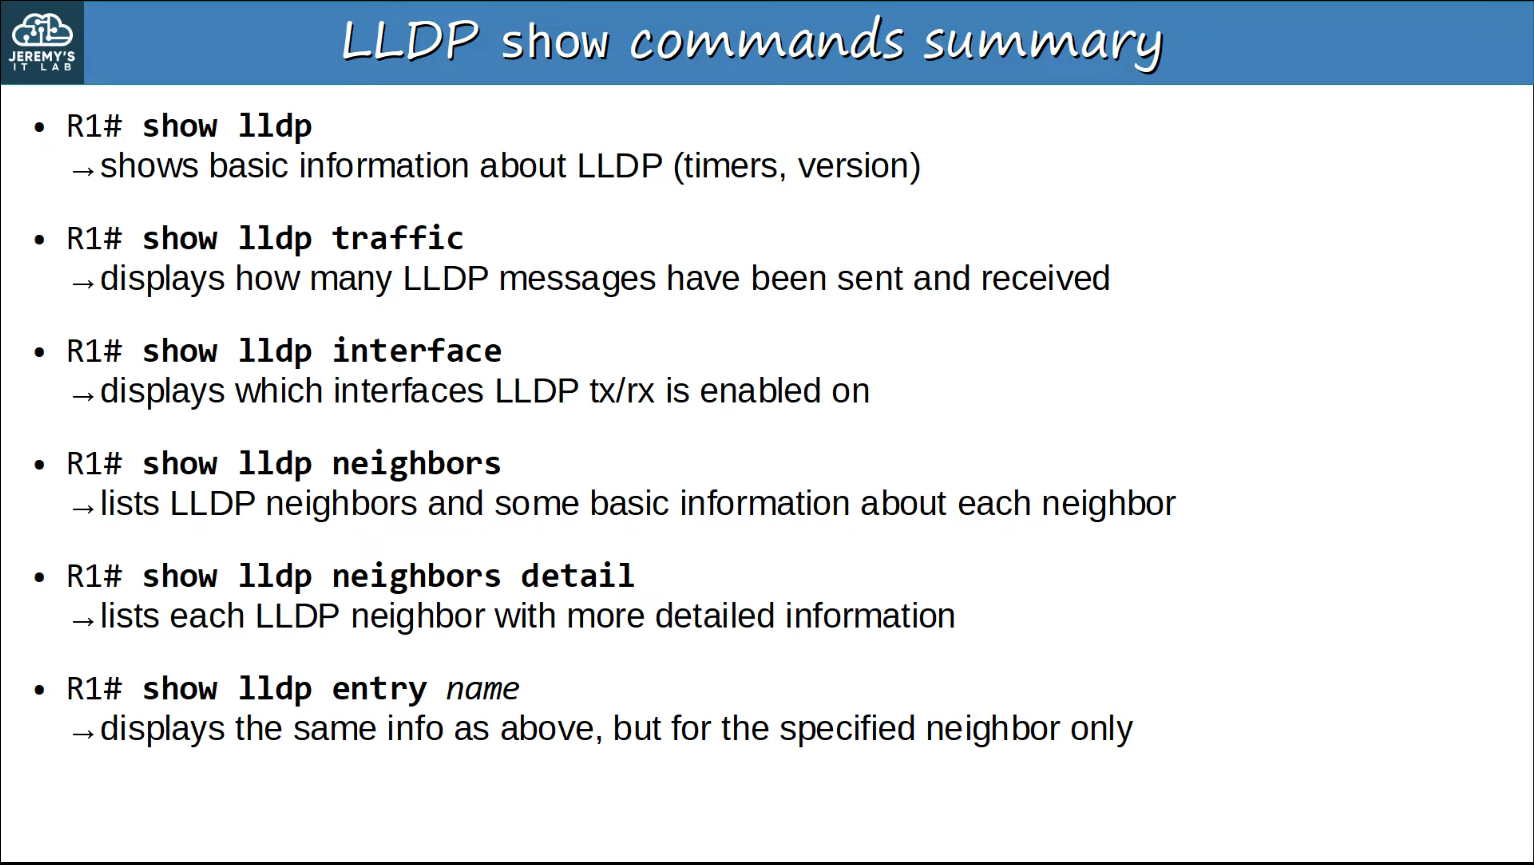 JEREMY'S
IT LAB
LLDP show commands summary
• R1# show lldp
→shows basic information about LLDP (timers, version)
• R1# show lldp traffic
→displays how many LLDP messages have been sent and received
• R1# show lldp interface
→displays which interfaces LLDP tx/rx is enabled on
• R1# show lldp neighbors
→lists LLDP neighbors and some basic information about each neighbor
• R1# show lldp neighbors detail
→lists each LLDP neighbor with more detailed information
• R1# show lldp entry name
→displays the same info as above, but for the specified neighbor only